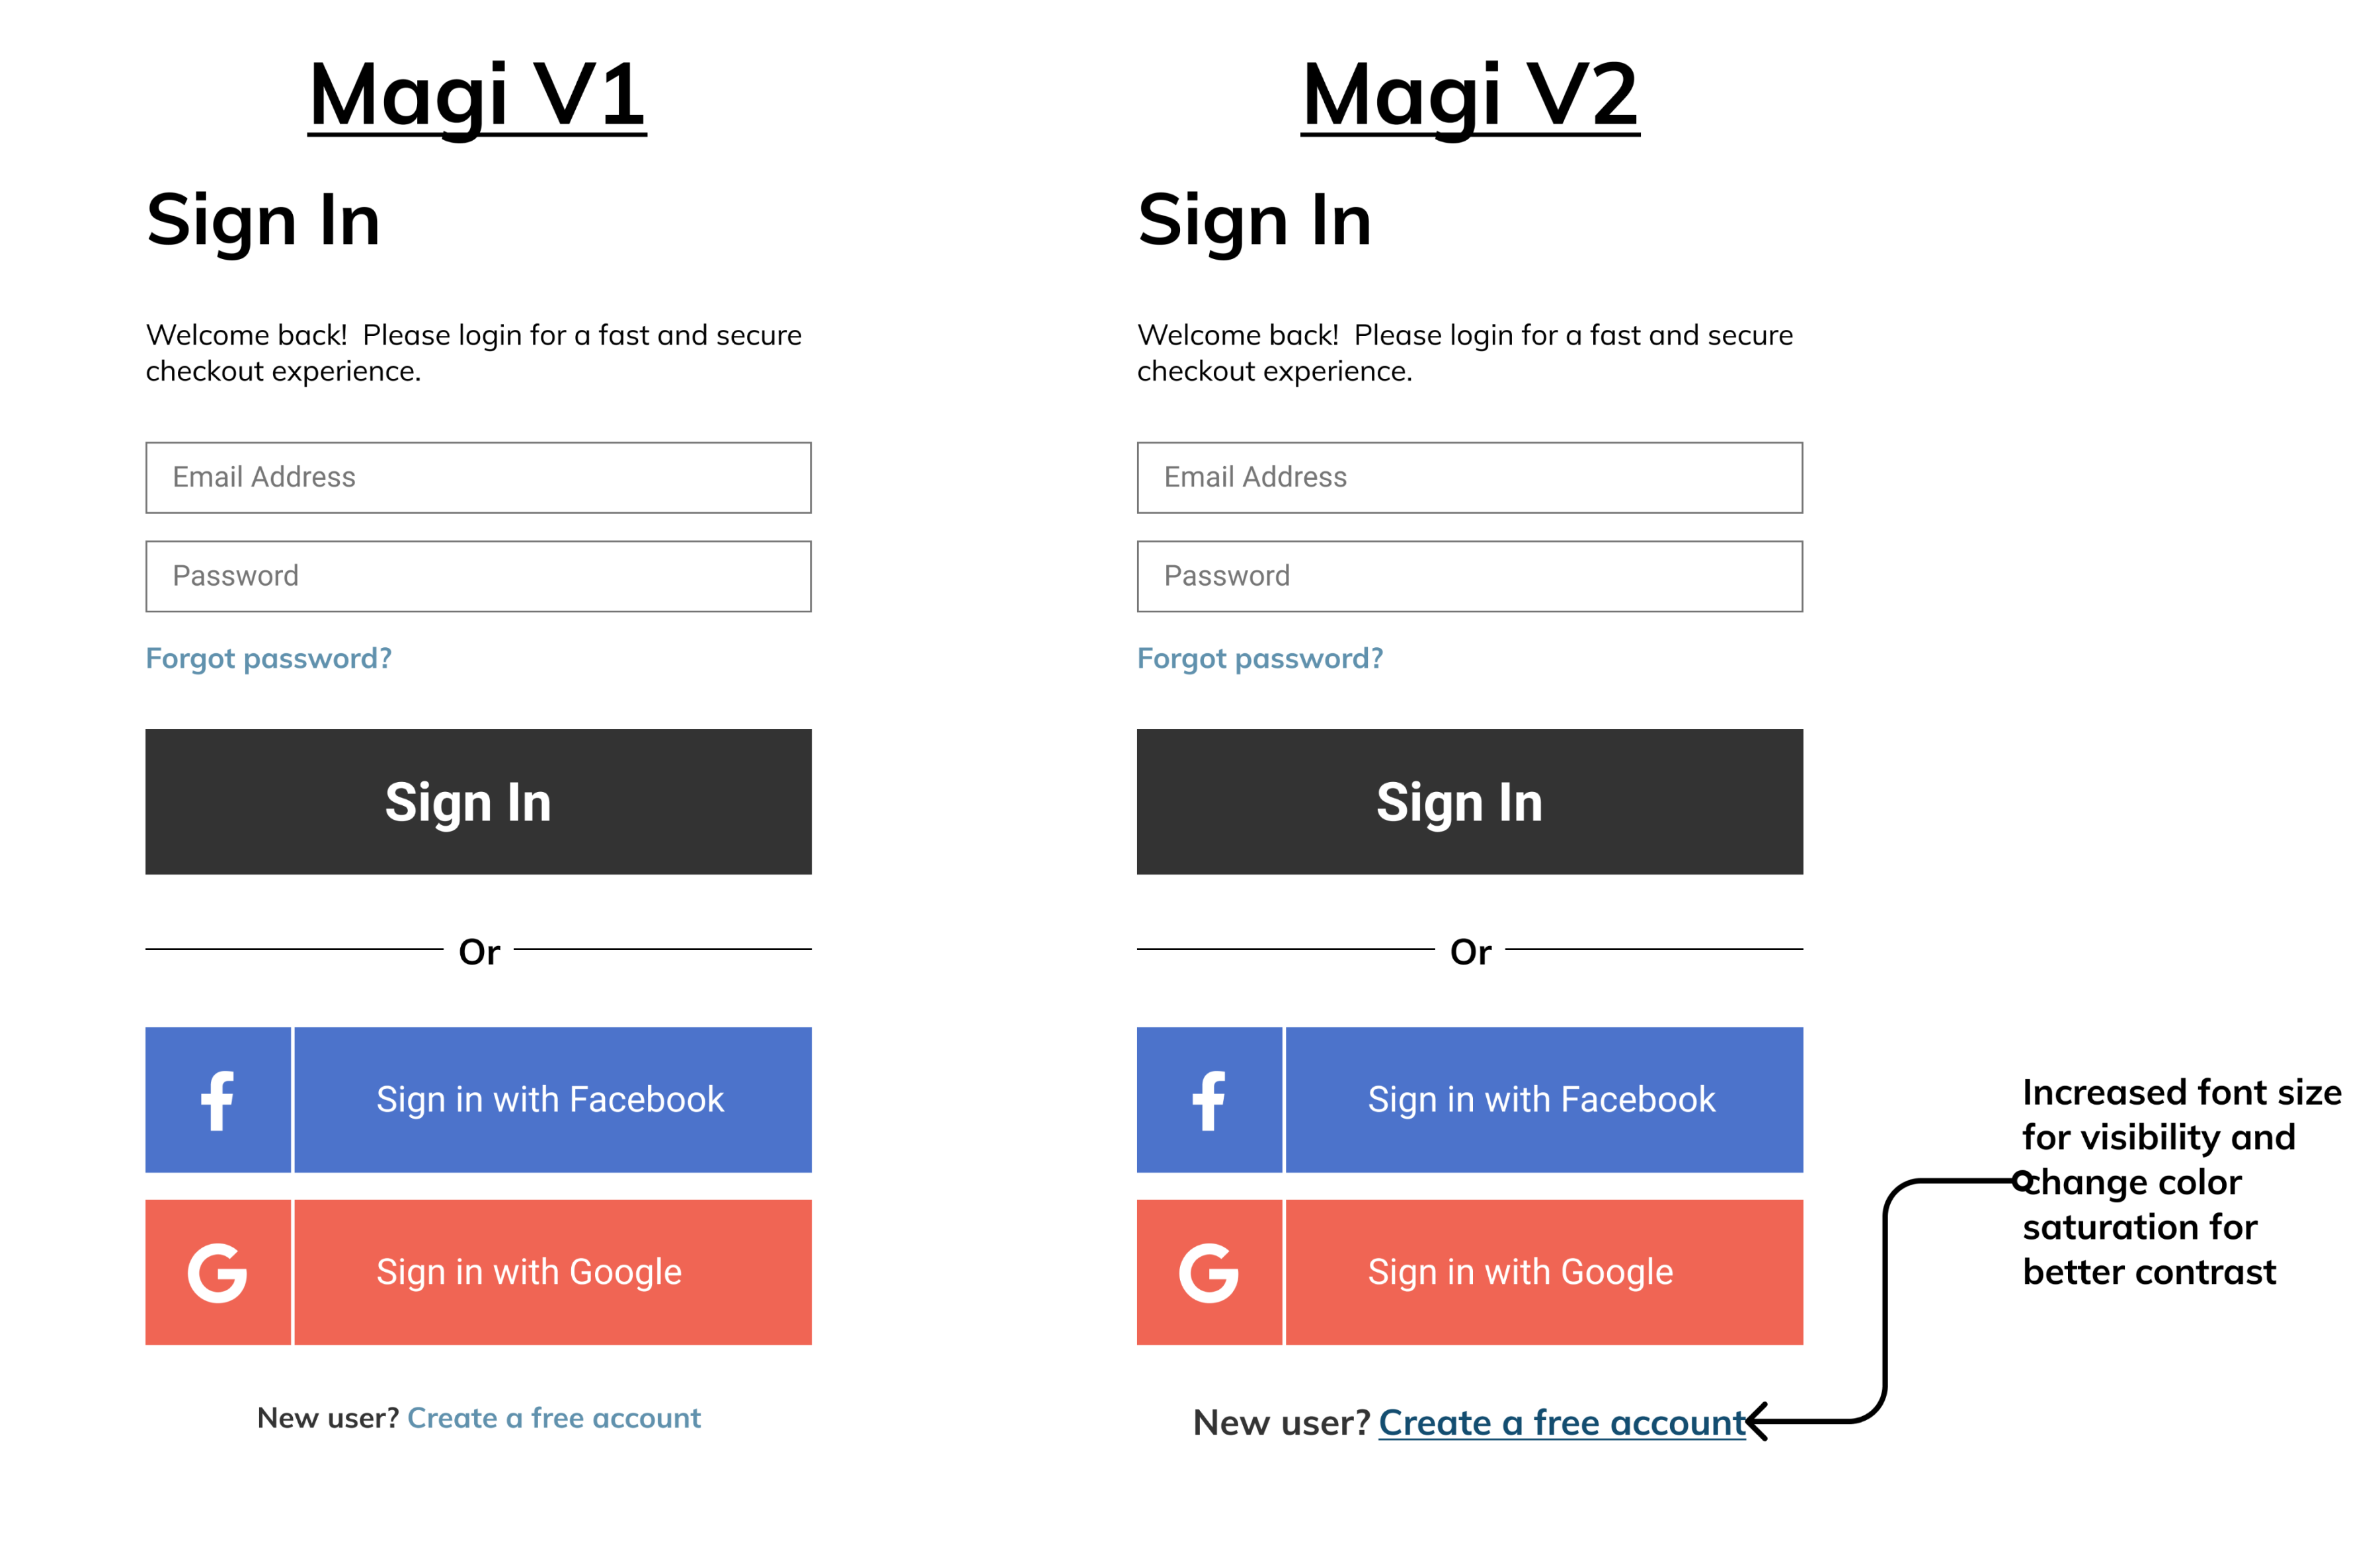 Magi V1
Sign In
Welcome back!  Please login for a fast and secure
checkout experience.
Email Address
Password
Forgot password?
Sign In
Or
Sign in with Facebook
Sign in with Google
New user? Create a free account
Magi V2
Sign In
Welcome back!  Please login for a fast and secure
checkout experience.
Email Address
Password
Forgot password?
Sign In
Or
Sign in with Facebook
Sign in with Google
New user? Create a free account
Increased font size
for visibility and
change color
saturation for
better contrast